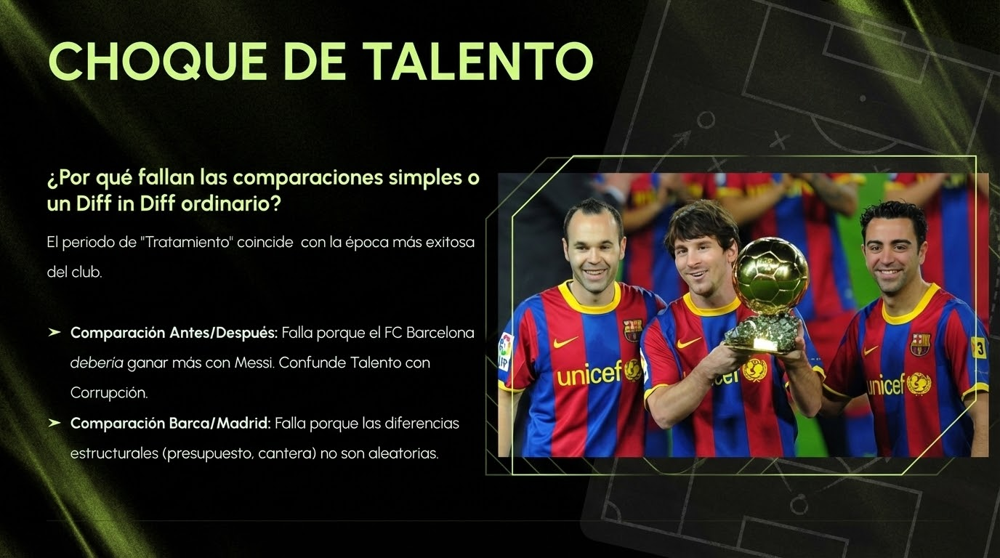 CHOQUE DE TALENTO
¿Por qué fallan las comparaciones simples o
un Diff in Diff ordinario?
El periodo de "Tratamiento" coincide  con la época más exitosa
del club.
➤ Comparación Antes/Después: Falla porque el FC Barcelona
debería ganar más con Messi. Confunde Talento con
Corrupción.
➤ Comparación Barca/Madrid: Falla porque las diferencias
estructurales (presupuesto, cantera) no son aleatorias.
unicef
cef
unicef
3